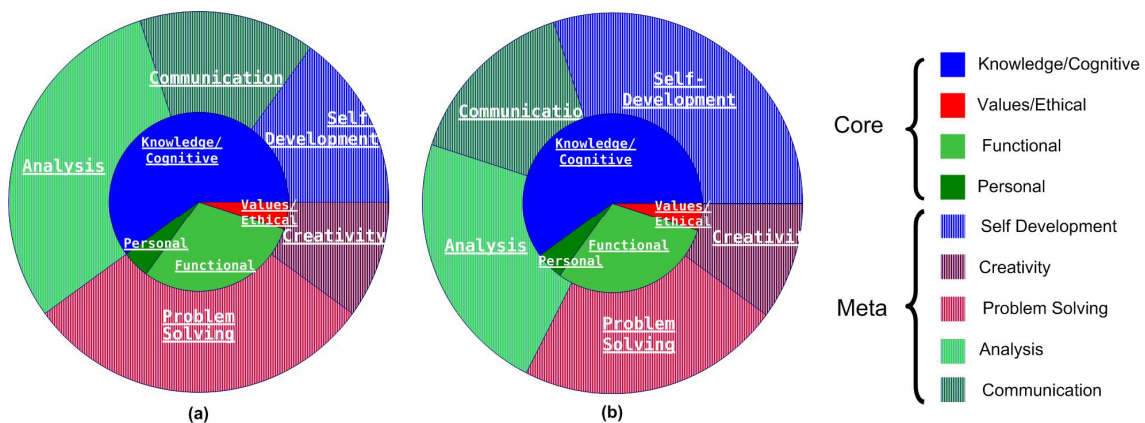 Communication
Self
Development
Knowledge/
Cognitive
Analysis
Values/
Ethical
Creativity
Personal
Functional
Problem
Solving
(a)
Self-
Development
Communicatio
Knowledge/
Cognitive
Values/
Ethical
Creativi
Analysis
Functional
Personal
Problem
Solving
(b)
Core
Knowledge/Cognitive
Values/Ethical
Functional
Personal
Meta
Self Development
Creativity
Problem Solving
Analysis
Communication